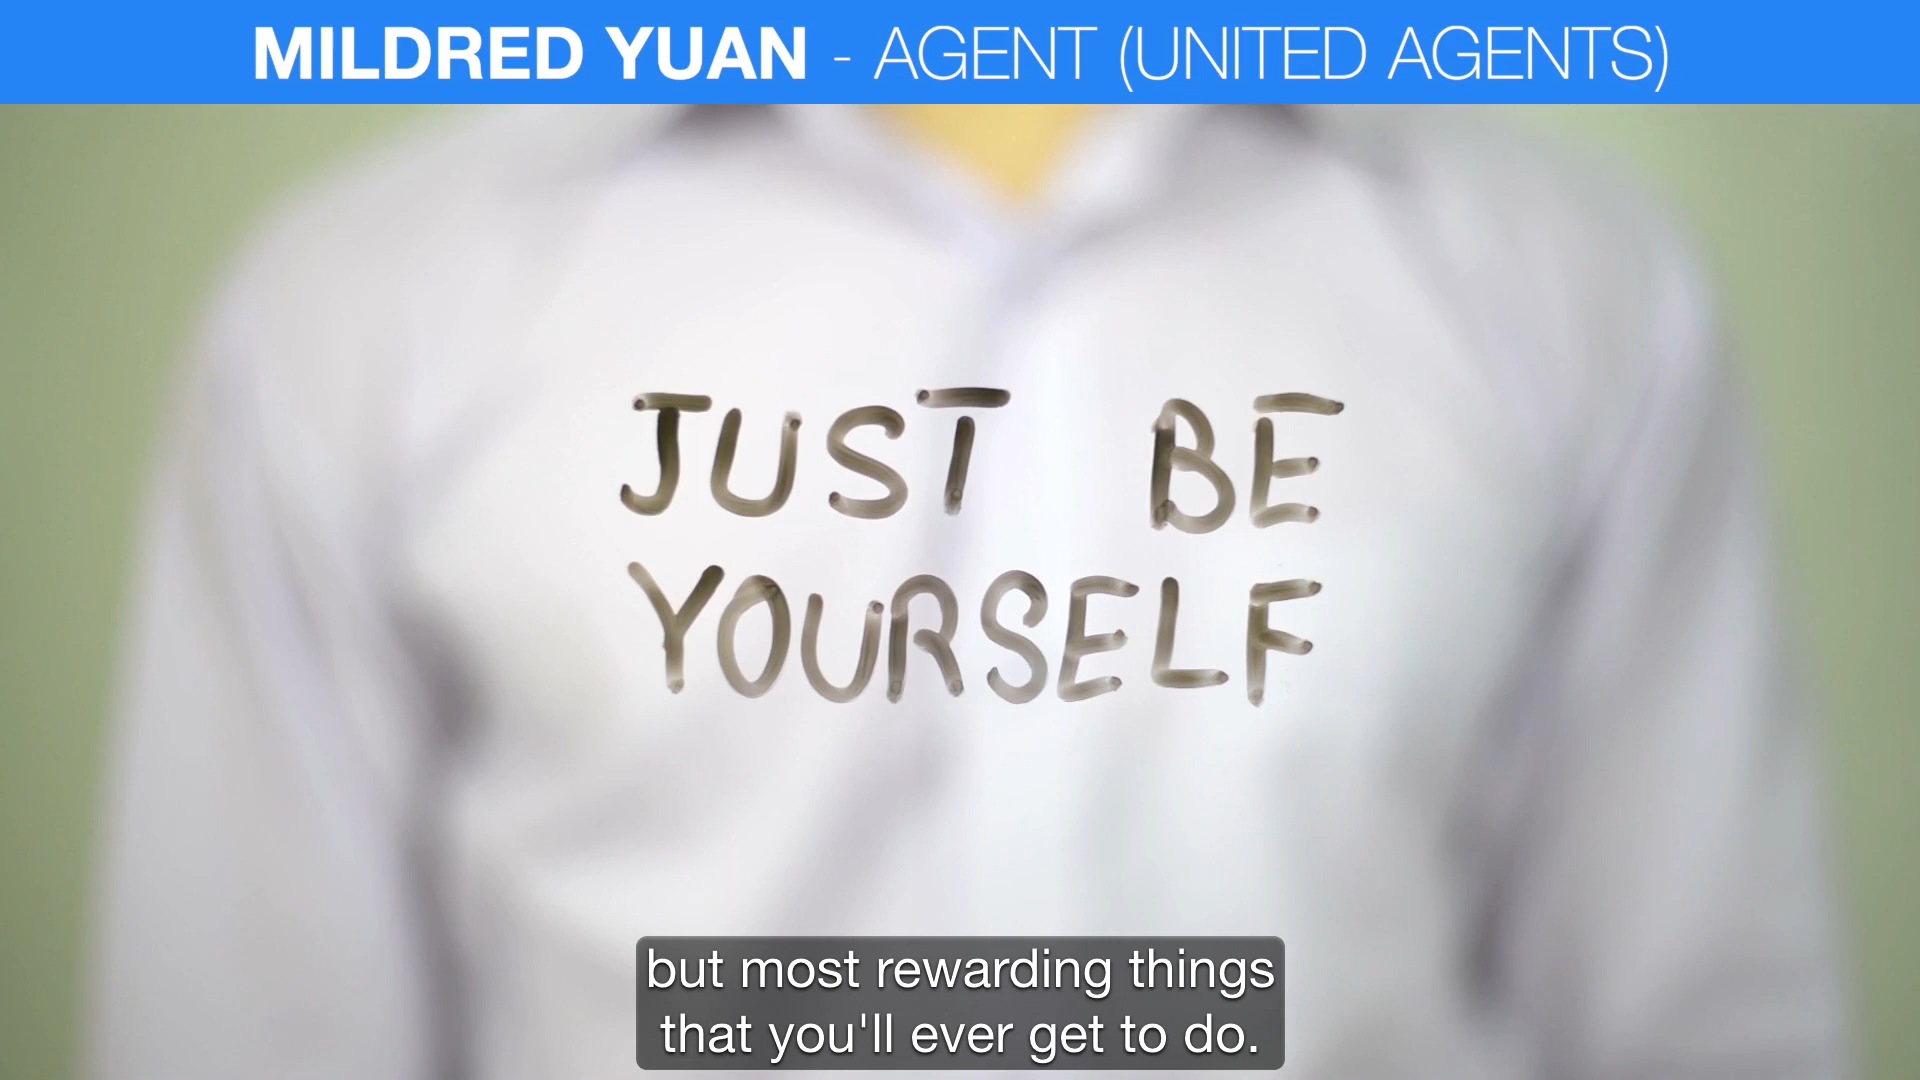 MILDRED YUAN - AGENT (UNITED AGENTS)
JUST BE
YOURSELF
but most rewarding things
that you'll ever get to do.